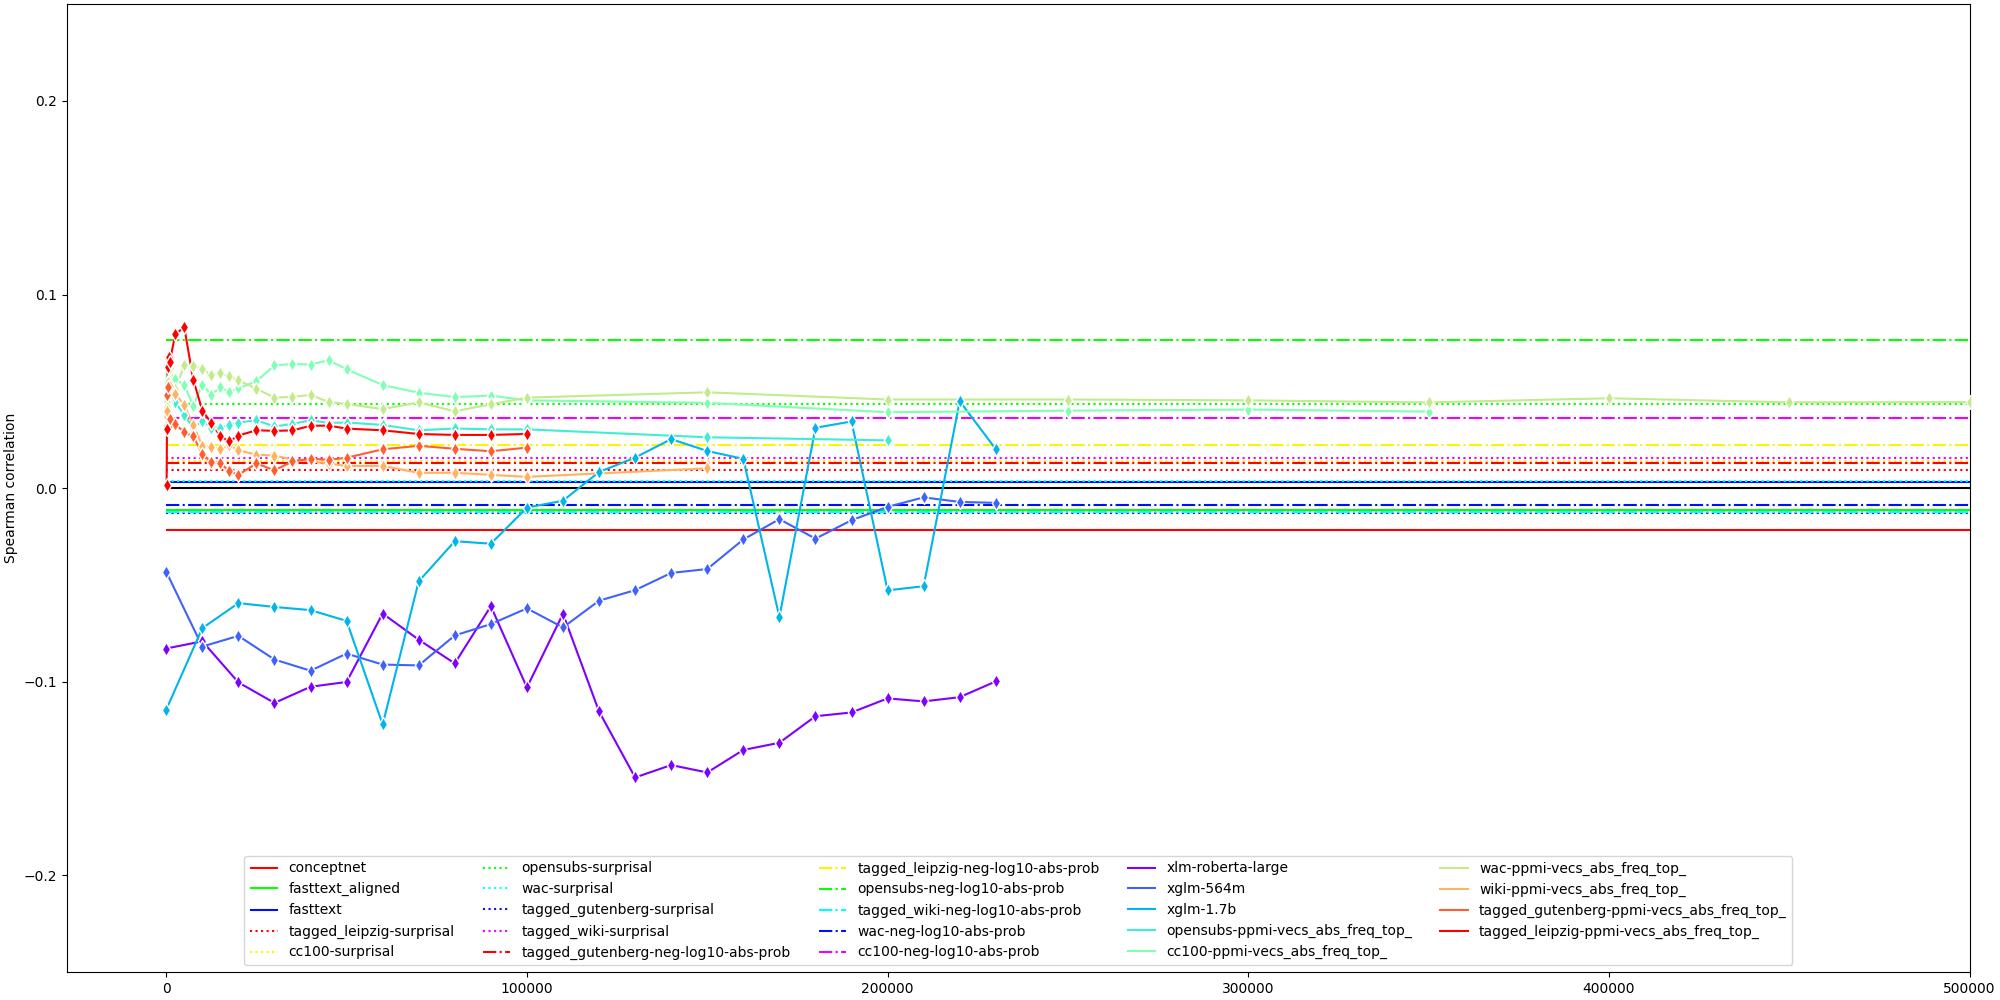 0.2
0.1
0.0
−0.1
−0.2
Spearman correlation
conceptnet
fasttext_aligned
fasttext
tagged_leipzig-surprisal
cc100-surprisal
opensubs-surprisal
wac-surprisal
tagged_gutenberg-surprisal
tagged_wiki-surprisal
tagged_gutenberg-neg-log10-abs-prob
tagged_leipzig-neg-log10-abs-prob
opensubs-neg-log10-abs-prob
tagged_wiki-neg-log10-abs-prob
wac-neg-log10-abs-prob
cc100-neg-log10-abs-prob
xlm-roberta-large
xglm-564m
xglm-1.7b
opensubs-ppmi-vecs_abs_freq_top_
cc100-ppmi-vecs_abs_freq_top_
wac-ppmi-vecs_abs_freq_top_
wiki-ppmi-vecs_abs_freq_top_
tagged_gutenberg-ppmi-vecs_abs_freq_top_
tagged_leipzig-ppmi-vecs_abs_freq_top_
0
100000
200000
300000
400000
500000